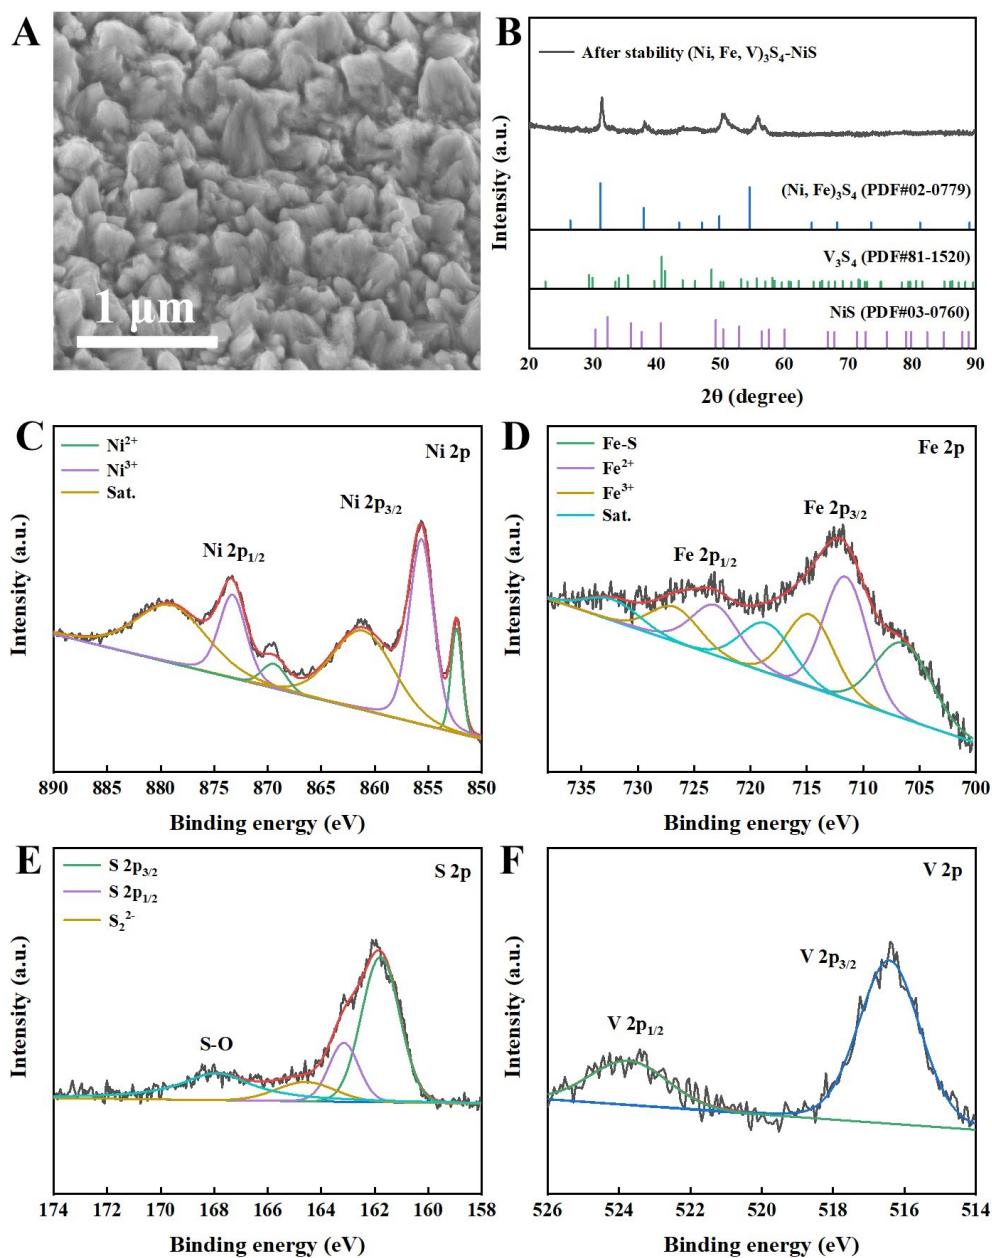 A
1 μm
B
After stability (Ni, Fe, V)₃S₄-NiS
(Ni, Fe)₃S₄ (PDF#02-0779)
V₃S₄ (PDF#81-1520)
NiS (PDF#03-0760)
Intensity (a.u.)
20 30 40 50 60 70 80 90
2θ (degree)
C
Ni²⁺
Ni³⁺
Sat.
Ni 2p
Ni 2p₃/₂
Ni 2p₁/₂
Intensity (a.u.)
890 885 880 875 870 865 860 855 850
Binding energy (eV)
D
Fe-S
Fe²⁺
Fe³⁺
Sat.
Fe 2p
Fe 2p₃/₂
Fe 2p₁/₂
Intensity (a.u.)
735 730 725 720 715 710 705 700
Binding energy (eV)
E
S 2p₃/₂
S 2p₁/₂
S₂²⁻
S 2p
S-O
Intensity (a.u.)
174 172 170 168 166 164 162 160 158
Binding energy (eV)
F
V 2p
V 2p₃/₂
V 2p₁/₂
Intensity (a.u.)
526 524 522 520 518 516 514
Binding energy (eV)